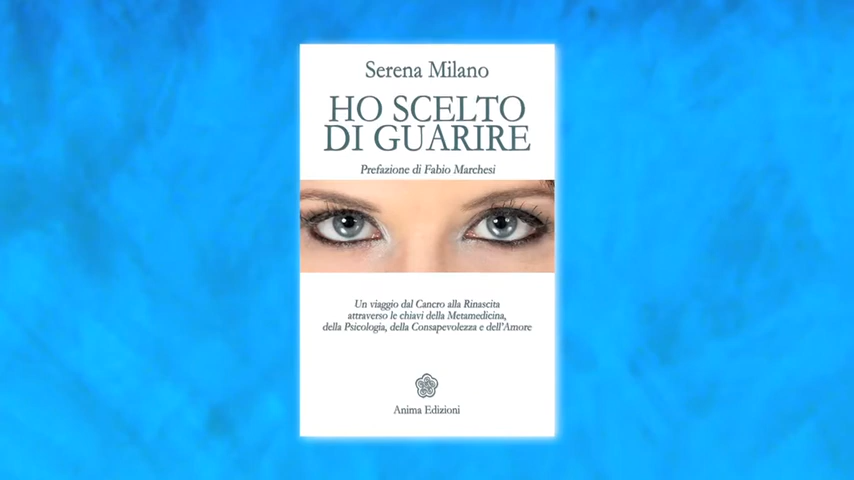 Serena Milano
HO SCELTO
DI GUARIRE
Prefazione di Fabio Marchesi
Un viaggio dal Cancro alla Rinascita
attraverso le chiavi della Metamedicina,
della Psicologia, della Consapevolezza e dell'Amore
Anima Edizioni